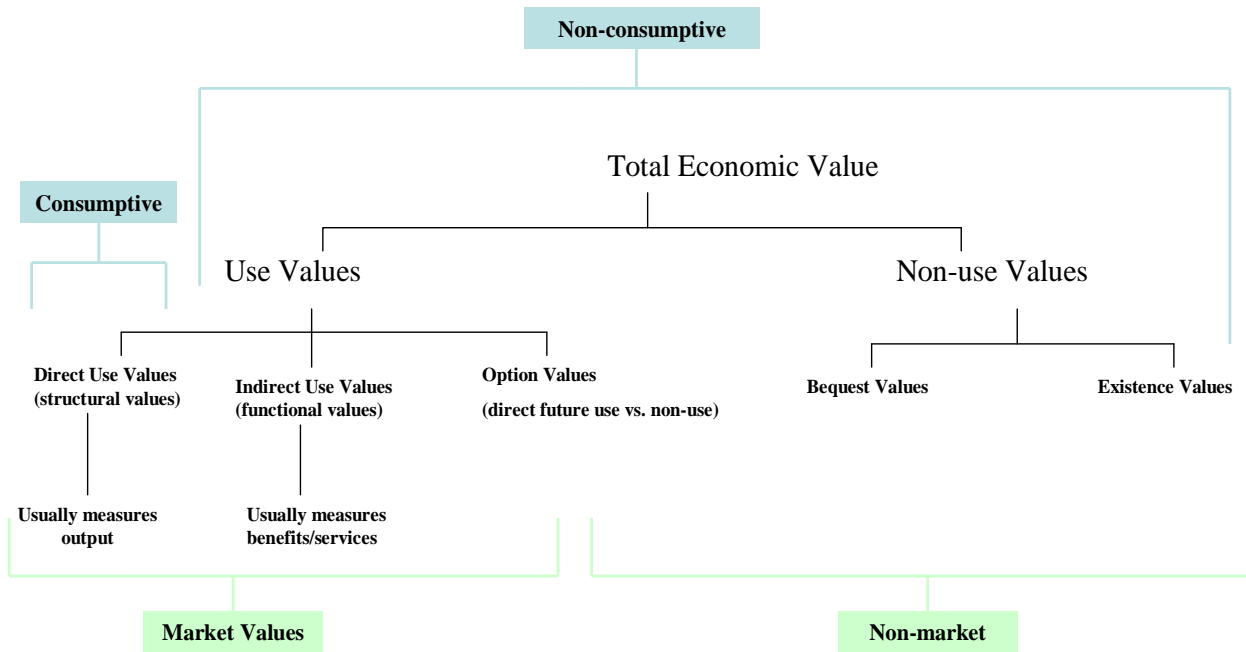 Non-consumptive
Total Economic Value
Consumptive
Use Values
Non-use Values
Direct Use Values
(structural values)
Indirect Use Values
(functional values)
Option Values
(direct future use vs. non-use)
Bequest Values
Existence Values
Usually measures
output
Usually measures
benefits/services
Market Values
Non-market